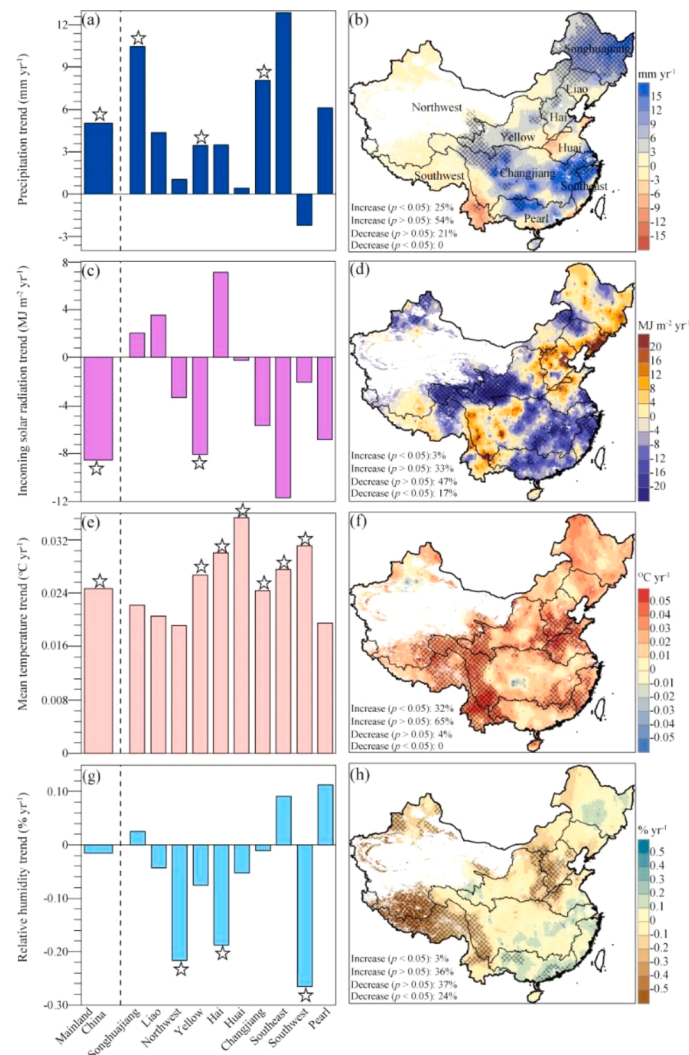 (a)
Precipitation trend (mm yr⁻¹)
12
9
6
3
0
-3
(b)
Songhuajiang
Liao
Northwest
Hai
Yellow
Huai
Southwest
Changjiang
Southeast
Pearl
Increase (p < 0.05): 25%
Increase (p > 0.05): 54%
Decrease (p > 0.05): 21%
Decrease (p < 0.05): 0
mm yr⁻¹
15
12
9
6
3
0
-3
-6
-9
-12
-15
(c)
Incoming solar radiation trend (MJ m⁻² yr⁻¹)
8
4
0
-4
-8
-12
(d)
Increase (p < 0.05):3%
Increase (p > 0.05): 33%
Decrease (p > 0.05): 47%
Decrease (p < 0.05): 17%
MJ m⁻² yr⁻¹
20
16
12
8
4
0
-4
-8
-12
-16
-20
(e)
Mean temperature trend (°C yr⁻¹)
0.032
0.024
0.016
0.008
0
(f)
Increase (p < 0.05): 32%
Increase (p > 0.05): 65%
Decrease (p > 0.05): 4%
Decrease (p < 0.05): 0
°C yr⁻¹
0.05
0.04
0.03
0.02
0.01
0
-0.01
-0.02
-0.03
-0.04
-0.05
(g)
Relative humidity trend (% yr⁻¹)
0.10
0
-0.10
-0.20
-0.30
(h)
Increase (p < 0.05): 3%
Increase (p > 0.05): 36%
Decrease (p > 0.05): 37%
Decrease (p < 0.05): 24%
% yr⁻¹
0.5
0.4
0.3
0.2
0.1
0
-0.1
-0.2
-0.3
-0.4
-0.5
Mainland
China
Songhuajiang
Liao
Northwest
Yellow
Hai
Huai
Changjiang
Southeast
Southwest
Pearl